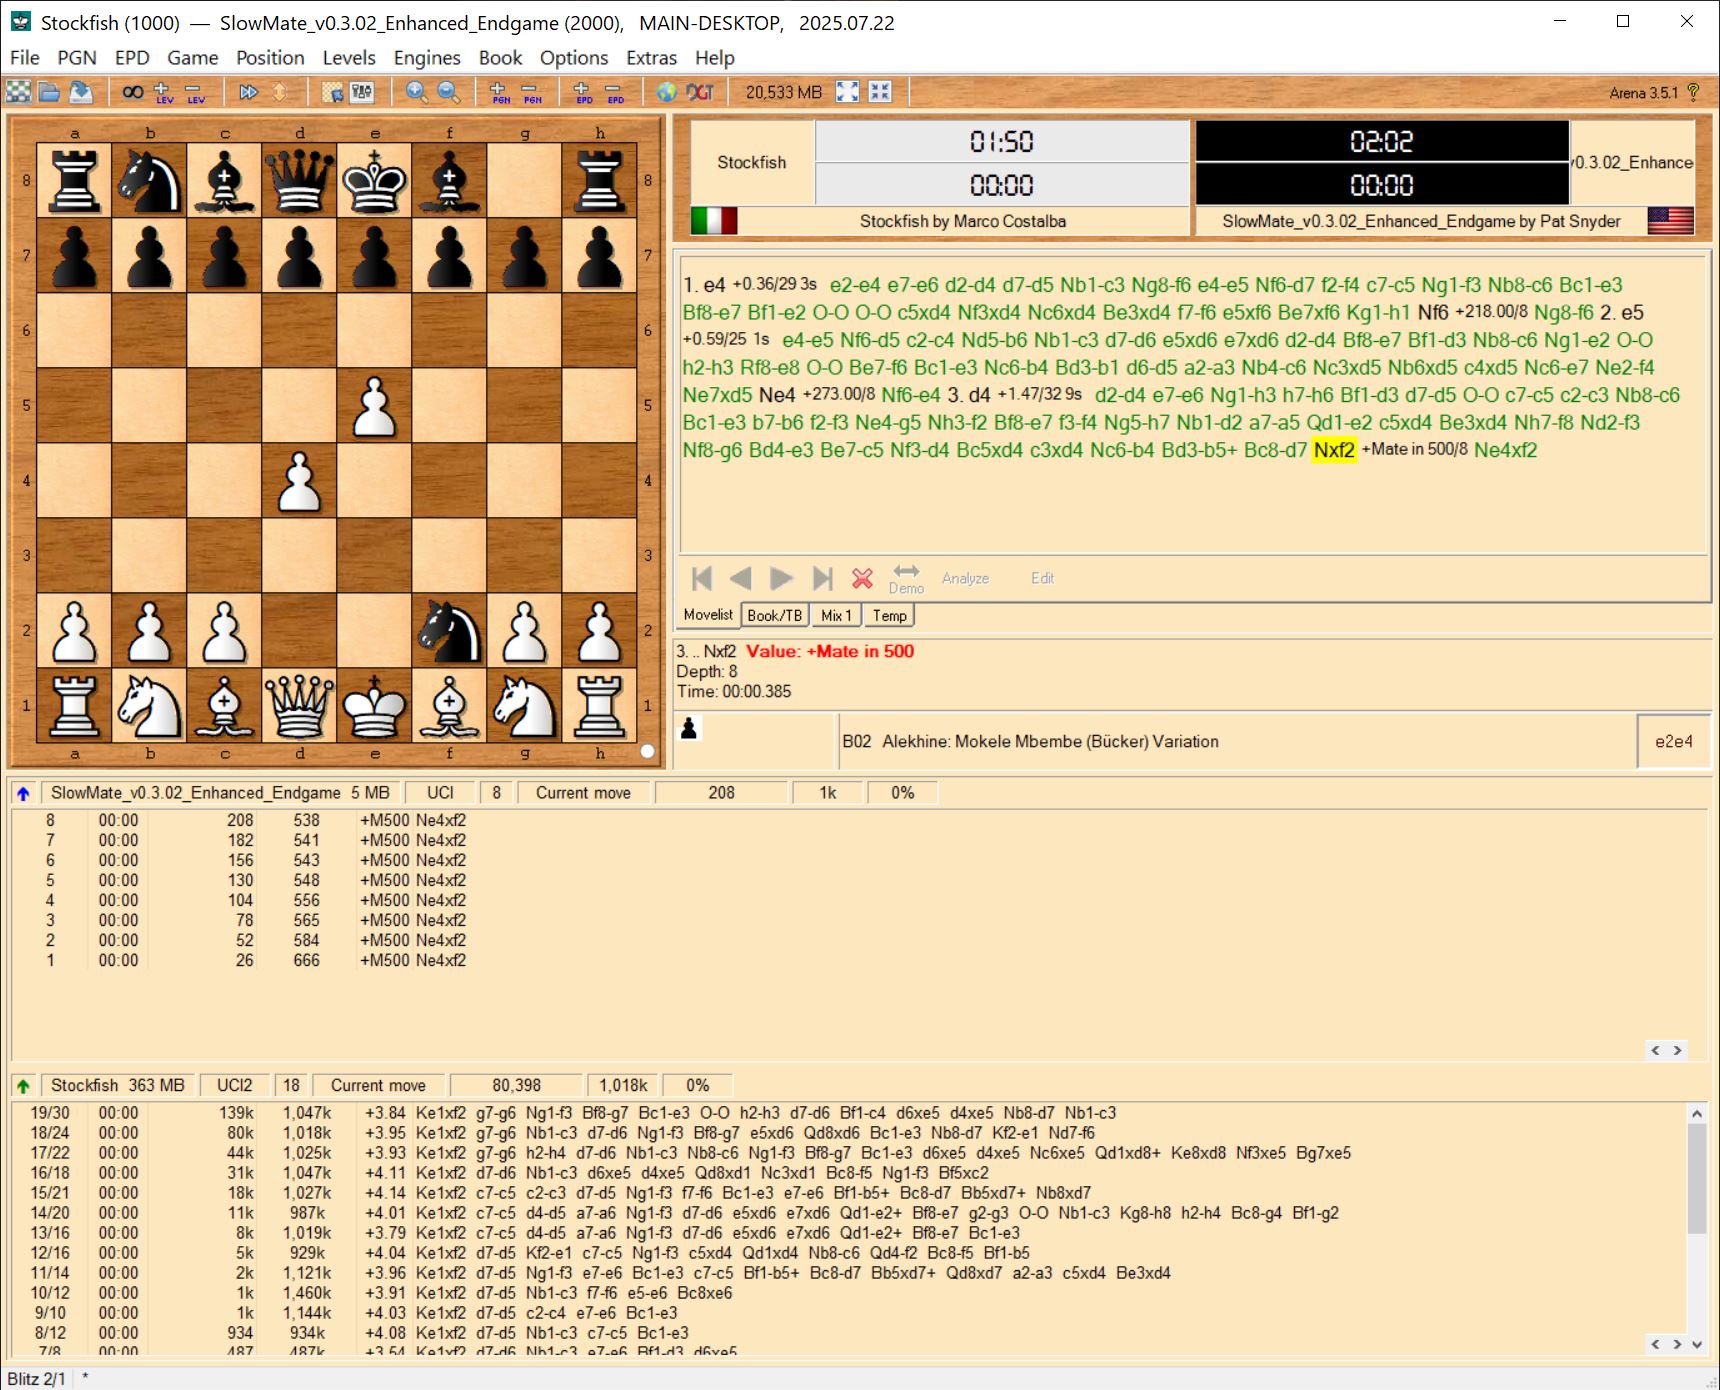 Stockfish (1000) — SlowMate_v0.3.02_Enhanced_Endgame (2000), MAIN-DESKTOP, 2025.07.22
File PGN EPD Game Position Levels Engines Book Options Extras Help
LEV LEV PGN PGN EPD EPD DGT 20,533 MB Arena 3.5.1
a b c d e f g h
8 8
7 7
6 6
5 5
4 4
3 3
2 2
1 1
a b c d e f g h
Stockfish 01:50 02:02 v0.3.02_Enhance
00:00 00:00
Stockfish by Marco Costalba SlowMate_v0.3.02_Enhanced_Endgame by Pat Snyder
1. e4 +0.36/29 3s e2-e4 e7-e6 d2-d4 d7-d5 Nb1-c3 Ng8-f6 e4-e5 Nf6-d7 f2-f4 c7-c5 Ng1-f3 Nb8-c6 Bc1-e3
Bf8-e7 Bf1-e2 O-O O-O c5xd4 Nf3xd4 Nc6xd4 Be3xd4 f7-f6 e5xf6 Be7xf6 Kg1-h1 Nf6 +218.00/8 Ng8-f6 2. e5
+0.59/25 1s e4-e5 Nf6-d5 c2-c4 Nd5-b6 Nb1-c3 d7-d6 e5xd6 e7xd6 d2-d4 Bf8-e7 Bf1-d3 Nb8-c6 Ng1-e2 O-O
h2-h3 Rf8-e8 O-O Be7-f6 Bc1-e3 Nc6-b4 Bd3-b1 d6-d5 a2-a3 Nb4-c6 Nc3xd5 Nb6xd5 c4xd5 Nc6-e7 Ne2-f4
Ne7xd5 Ne4 +273.00/8 Nf6-e4 3. d4 +1.47/32 9s d2-d4 e7-e6 Ng1-h3 h7-h6 Bf1-d3 d7-d5 O-O c7-c5 c2-c3 Nb8-c6
Bc1-e3 b7-b6 f2-f3 Ne4-g5 Nh3-f2 Bf8-e7 f3-f4 Ng5-h7 Nb1-d2 a7-a5 Qd1-e2 c5xd4 Be3xd4 Nh7-f8 Nd2-f3
Nf8-g6 Bd4-e3 Be7-c5 Nf3-d4 Bc5xd4 c3xd4 Nc6-b4 Bd3-b5+ Bc8-d7 Nxf2 +Mate in 500/8 Ne4xf2
Demo Analyze Edit
Movelist Book/TB Mix 1 Temp
3. .. Nxf2 Value: +Mate in 500
Depth: 8
Time: 00:00.385
B02 Alekhine: Mokele Mbembe (Bücker) Variation e2e4
SlowMate_v0.3.02_Enhanced_Endgame 5 MB UCI 8 Current move 208 1k 0%
8 00:00 208 538 +M500 Ne4xf2
7 00:00 182 541 +M500 Ne4xf2
6 00:00 156 543 +M500 Ne4xf2
5 00:00 130 548 +M500 Ne4xf2
4 00:00 104 556 +M500 Ne4xf2
3 00:00 78 565 +M500 Ne4xf2
2 00:00 52 584 +M500 Ne4xf2
1 00:00 26 666 +M500 Ne4xf2
Stockfish 363 MB UCI2 18 Current move 80,398 1,018k 0%
19/30 00:00 139k 1,047k +3.84 Ke1xf2 g7-g6 Ng1-f3 Bf8-g7 Bc1-e3 O-O h2-h3 d7-d6 Bf1-c4 d6xe5 d4xe5 Nb8-d7 Nb1-c3
18/24 00:00 80k 1,018k +3.95 Ke1xf2 g7-g6 Nb1-c3 d7-d6 Ng1-f3 Bf8-g7 e5xd6 Qd8xd6 Bc1-e3 Nb8-d7 Kf2-e1 Nd7-f6
17/22 00:00 44k 1,025k +3.93 Ke1xf2 g7-g6 h2-h4 d7-d6 Nb1-c3 Nb8-c6 Ng1-f3 Bf8-g7 Bc1-e3 d6xe5 d4xe5 Nc6xe5 Qd1xd8+ Ke8xd8 Nf3xe5 Bg7xe5
16/18 00:00 31k 1,047k +4.11 Ke1xf2 d7-d6 Nb1-c3 d6xe5 d4xe5 Qd8xd1 Nc3xd1 Bc8-f5 Ng1-f3 Bf5xc2
15/21 00:00 18k 1,027k +4.14 Ke1xf2 c7-c5 c2-c3 d7-d5 Ng1-f3 f7-f6 Bc1-e3 e7-e6 Bf1-b5+ Bc8-d7 Bb5xd7+ Nb8xd7
14/20 00:00 11k 987k +4.01 Ke1xf2 c7-c5 d4-d5 a7-a6 Ng1-f3 d7-d6 e5xd6 e7xd6 Qd1-e2+ Bf8-e7 g2-g3 O-O Nb1-c3 Kg8-h8 h2-h4 Bc8-g4 Bf1-g2
13/16 00:00 8k 1,019k +3.79 Ke1xf2 c7-c5 d4-d5 a7-a6 Ng1-f3 d7-d6 e5xd6 e7xd6 Qd1-e2+ Bf8-e7 Bc1-e3
12/16 00:00 5k 929k +4.04 Ke1xf2 d7-d5 Kf2-e1 c7-c5 Ng1-f3 c5xd4 Qd1xd4 Nb8-c6 Qd4-f2 Bc8-f5 Bf1-b5
11/14 00:00 2k 1,121k +3.96 Ke1xf2 d7-d5 Ng1-f3 e7-e6 Bc1-e3 c7-c5 Bf1-b5+ Bc8-d7 Bb5xd7+ Qd8xd7 a2-a3 c5xd4 Be3xd4
10/12 00:00 1k 1,460k +3.91 Ke1xf2 d7-d5 Nb1-c3 f7-f6 e5-e6 Bc8xe6
9/10 00:00 1k 1,144k +4.03 Ke1xf2 d7-d5 c2-c4 e7-e6 Bc1-e3
8/12 00:00 934 934k +4.08 Ke1xf2 d7-d5 Nb1-c3 c7-c5 Bc1-e3
7/8 00:00 487 487k +3.54 Ke1xf2 d7-d6 Nb1-c3 e7-e6 Bf1-d3 d6xe5
Blitz 2/1 *